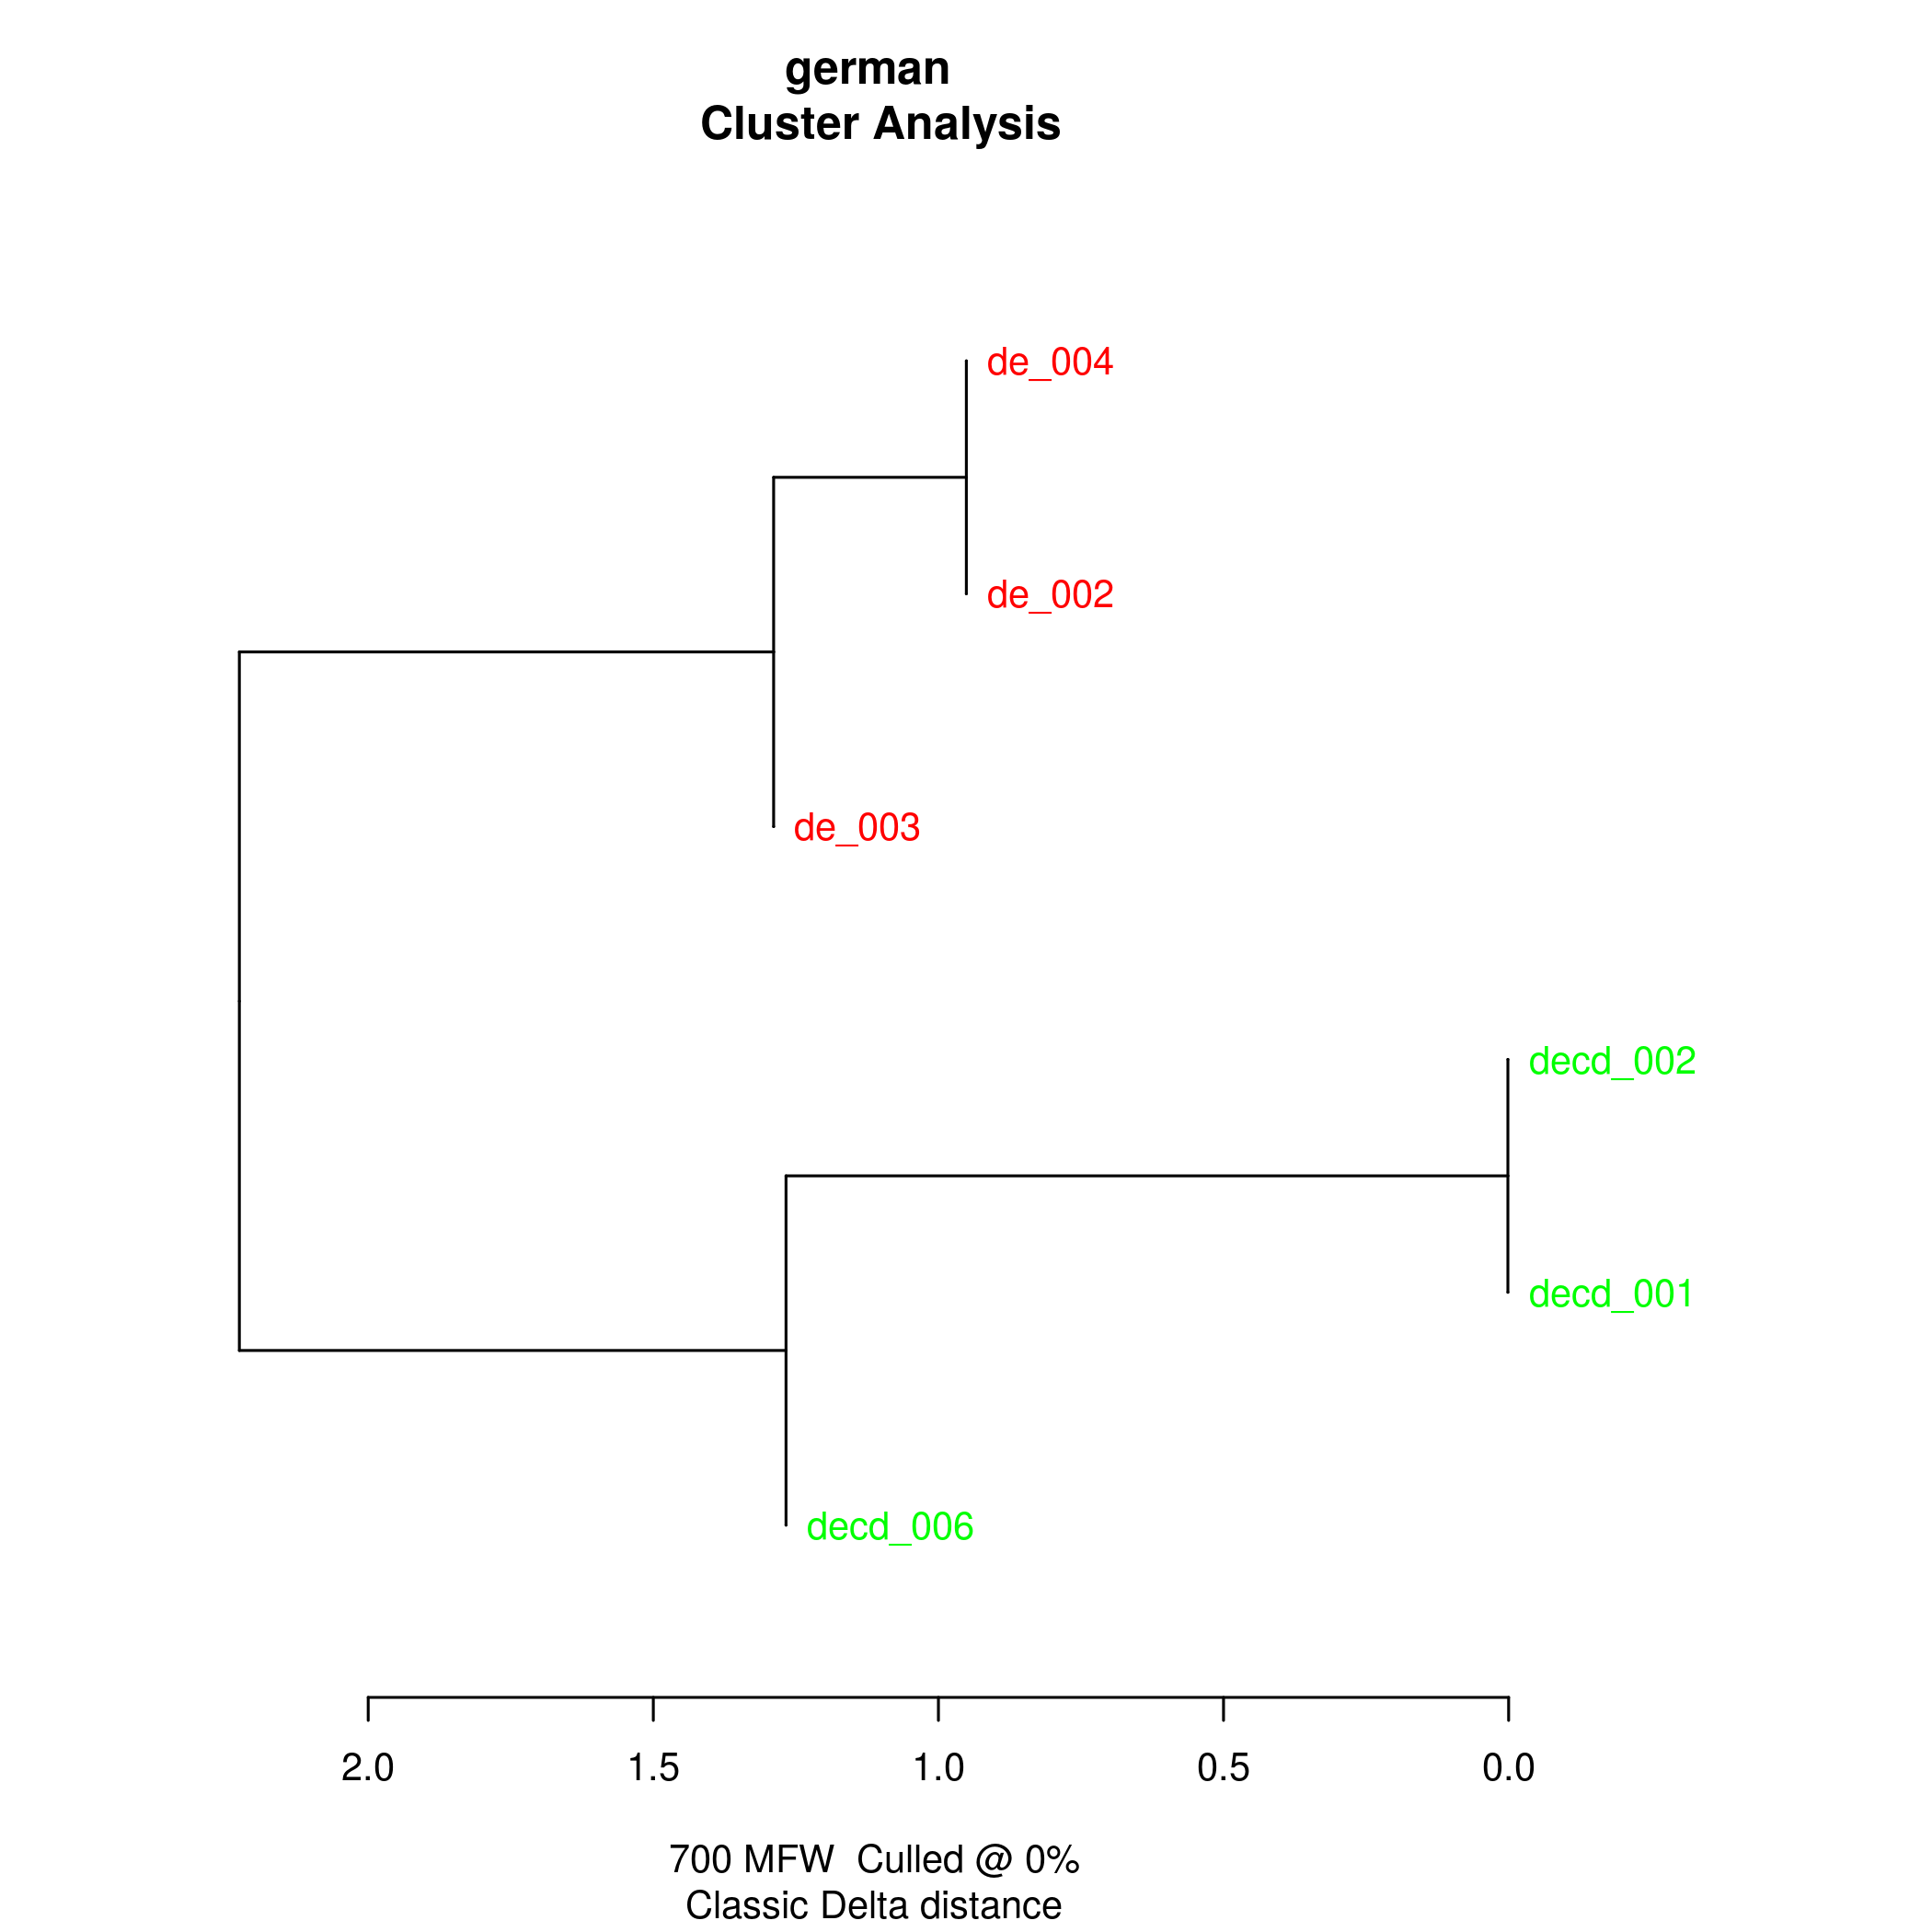 german
Cluster Analysis
de_004
de_002
de_003
decd_002
decd_001
decd_006
2.0 1.5 1.0 0.5 0.0
700 MFW  Culled @ 0%
Classic Delta distance